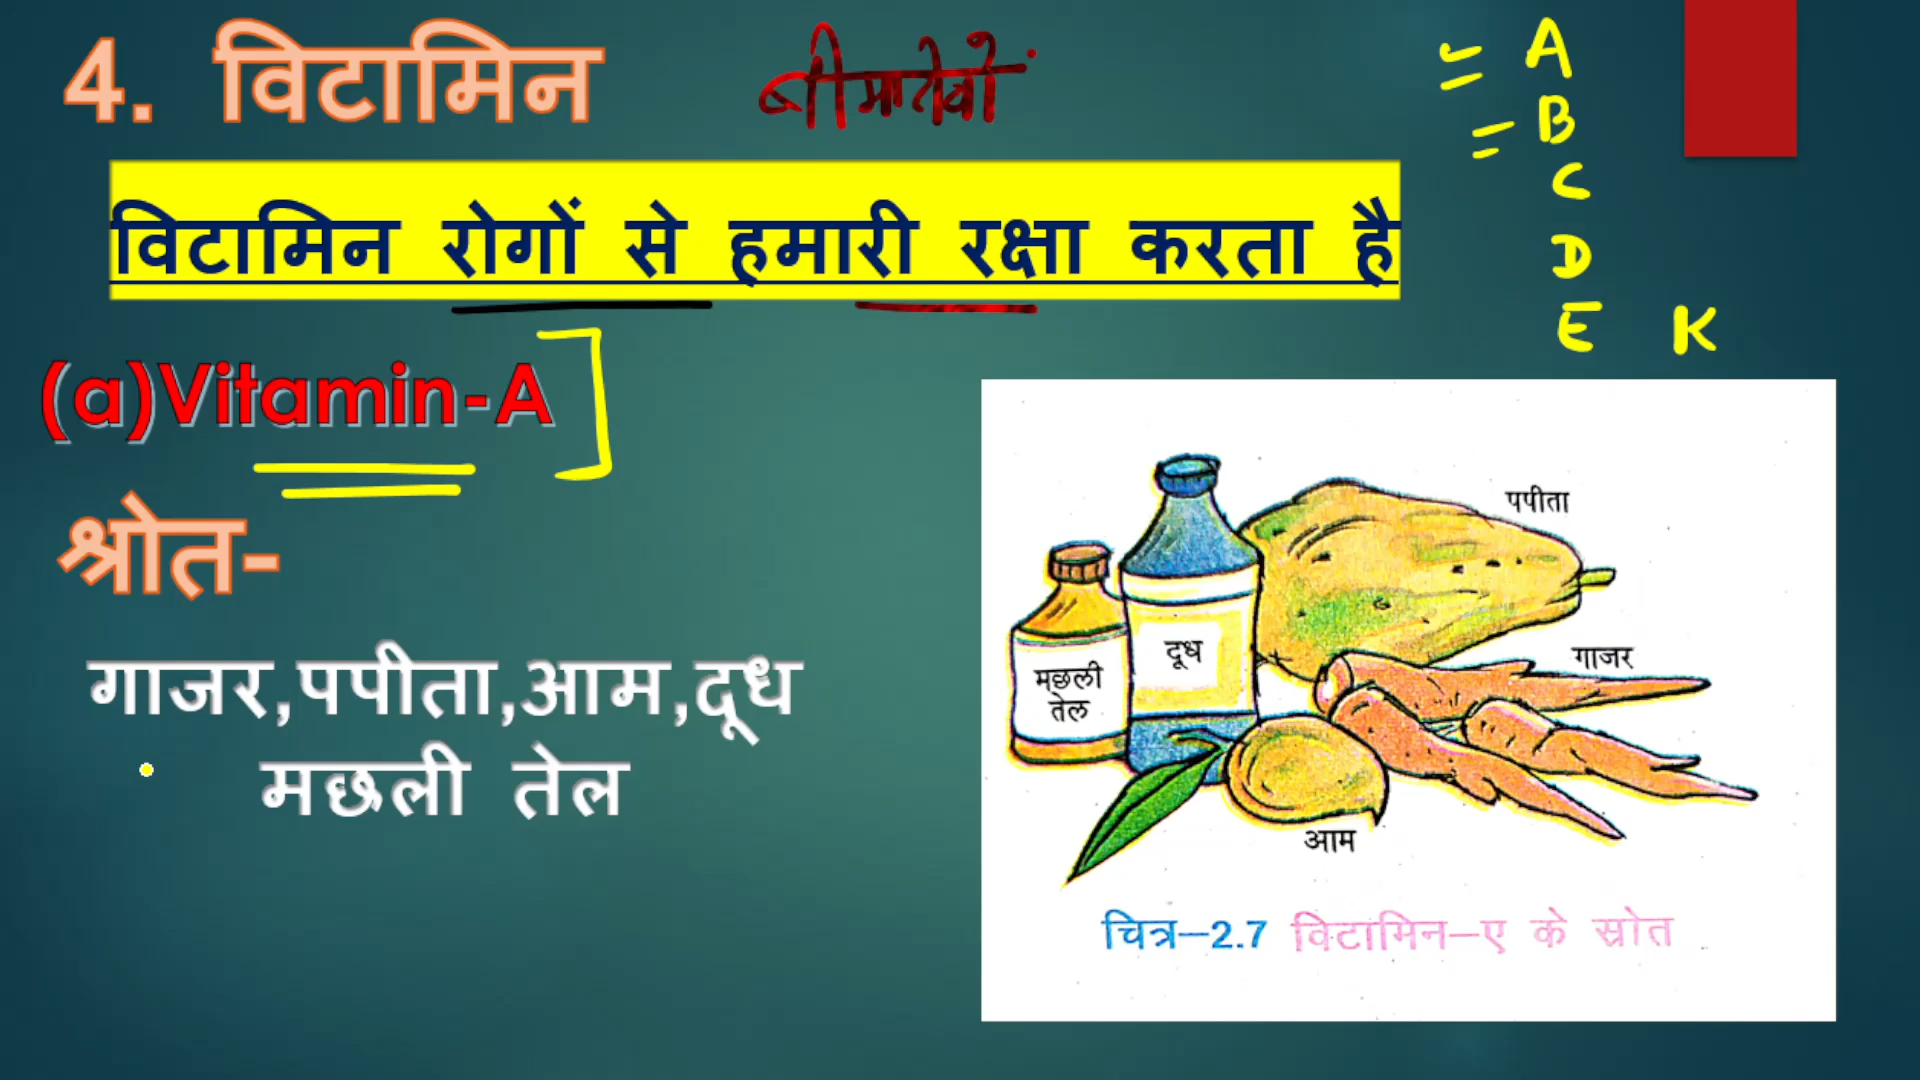 4. विटामिन
विटामिन रोगों से हमारी रक्षा करता है
A
B
C
D
E K
(a)Vitamin-A
श्रोत-
गाजर,पपीता,आम,दूध
मछली तेल
पपीता
गाजर
दूध
मछली
तेल
आम
चित्र–2.7 विटामिन–ए के स्रोत